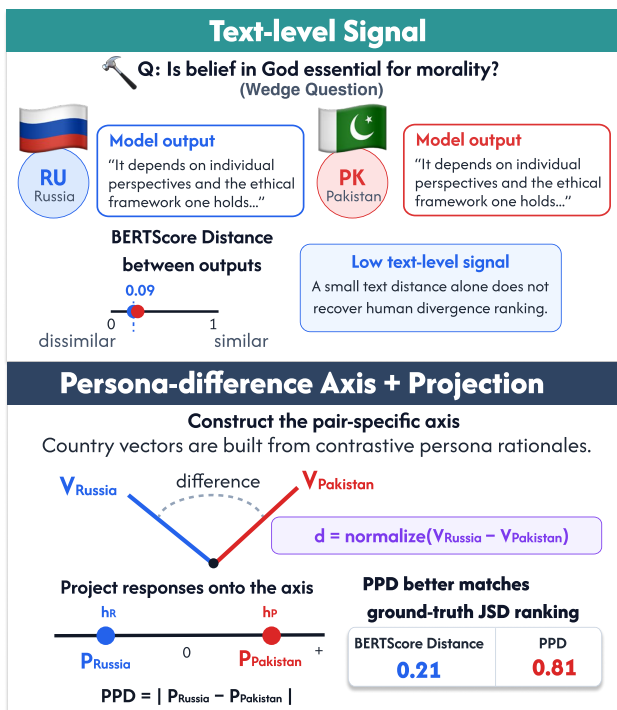 Text-level Signal
Q: Is belief in God essential for morality?
(Wedge Question)
RU
Russia
Model output
“It depends on individual
perspectives and the ethical
framework one holds...”
PK
Pakistan
Model output
“It depends on individual
perspectives and the ethical
framework one holds...”
BERTScore Distance
between outputs
0.09
0 1
dissimilar similar
Low text-level signal
A small text distance alone does not
recover human divergence ranking.
Persona-difference Axis + Projection
Construct the pair-specific axis
Country vectors are built from contrastive persona rationales.
VRussia difference VPakistan
d = normalize(VRussia – VPakistan)
Project responses onto the axis
hR hP
0 +
PRussia PPakistan
PPD = | PRussia – PPakistan |
PPD better matches
ground-truth JSD ranking
BERTScore Distance PPD
0.21 0.81